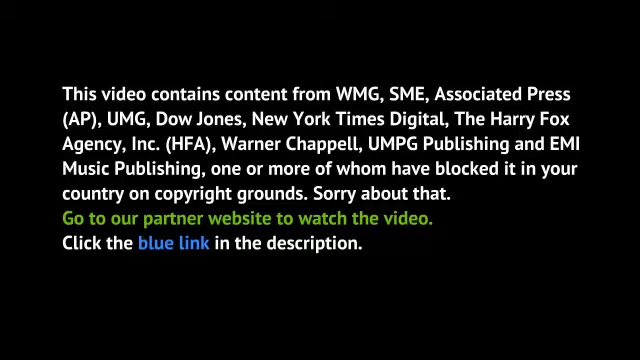 This video contains content from WMG, SME, Associated Press
(AP), UMG, Dow Jones, New York Times Digital, The Harry Fox
Agency, Inc. (HFA), Warner Chappell, UMPG Publishing and EMI
Music Publishing, one or more of whom have blocked it in your
country on copyright grounds. Sorry about that.
Go to our partner website to watch the video.
Click the blue link in the description.